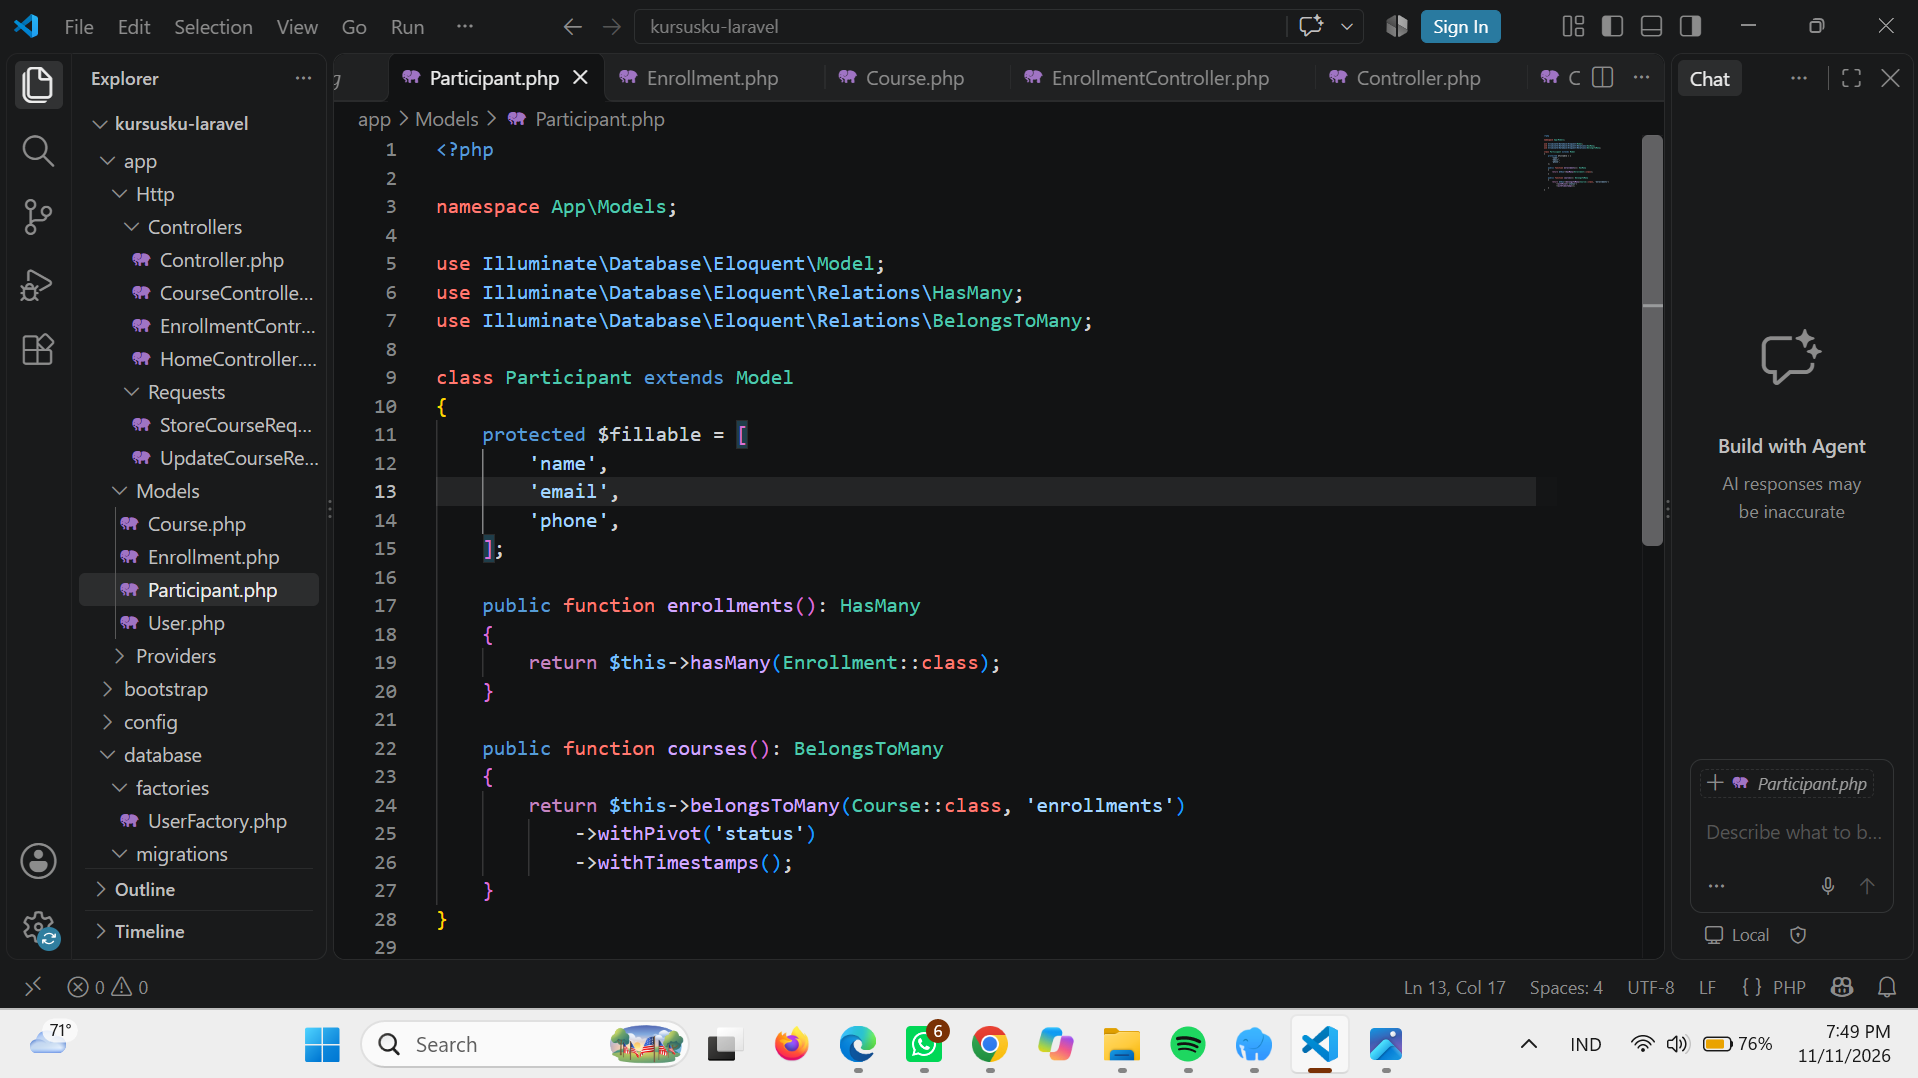 File Edit Selection View Go Run ···
kursusku-laravel
Sign In
Explorer
kursusku-laravel
app
Http
Controllers
Controller.php
CourseControlle...
EnrollmentContr...
HomeController....
Requests
StoreCourseReq...
UpdateCourseRe...
Models
Course.php
Enrollment.php
Participant.php
User.php
Providers
bootstrap
config
database
factories
UserFactory.php
migrations
Outline
Timeline
g Participant.php Enrollment.php Course.php EnrollmentController.php Controller.php C
app > Models > Participant.php
1 <?php
2
3 namespace App\Models;
4
5 use Illuminate\Database\Eloquent\Model;
6 use Illuminate\Database\Eloquent\Relations\HasMany;
7 use Illuminate\Database\Eloquent\Relations\BelongsToMany;
8
9 class Participant extends Model
10 {
11 protected $fillable = [
12 'name',
13 'email',
14 'phone',
15 ];
16
17 public function enrollments(): HasMany
18 {
19 return $this->hasMany(Enrollment::class);
20 }
21
22 public function courses(): BelongsToMany
23 {
24 return $this->belongsToMany(Course::class, 'enrollments')
25 ->withPivot('status')
26 ->withTimestamps();
27 }
28 }
29
Chat
Build with Agent
AI responses may
be inaccurate
Participant.php
Describe what to b...
Local
0 0
Ln 13, Col 17 Spaces: 4 UTF-8 LF { } PHP
71°
Search
6
IND
76%
7:49 PM
11/11/2026